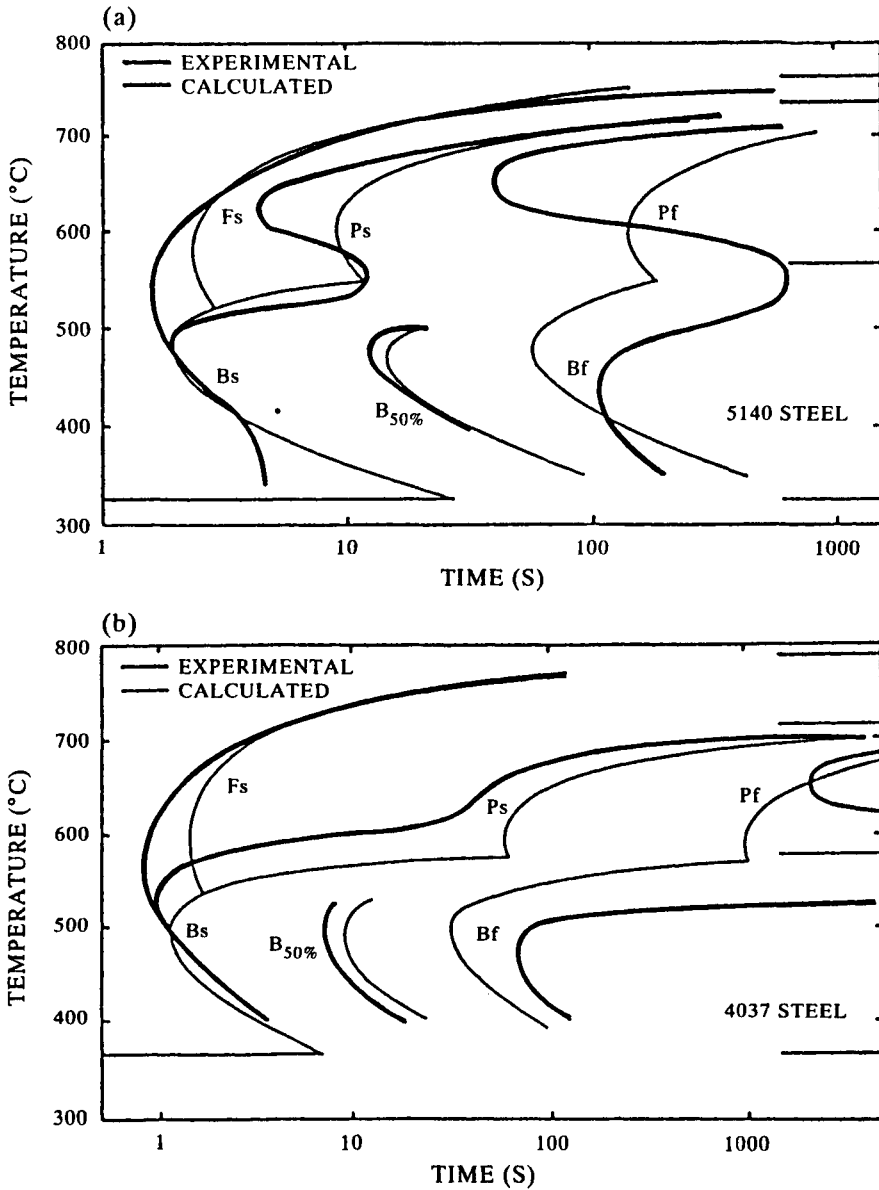 (a)
800
700
600
500
400
300
TEMPERATURE (°C)
EXPERIMENTAL
CALCULATED
Fs
Ps
Pf
Bs
B50%
Bf
5140 STEEL
1
10
100
1000
TIME (S)
(b)
800
700
600
500
400
300
TEMPERATURE (°C)
EXPERIMENTAL
CALCULATED
Fs
Ps
Pf
Bs
B50%
Bf
4037 STEEL
1
10
100
1000
TIME (S)